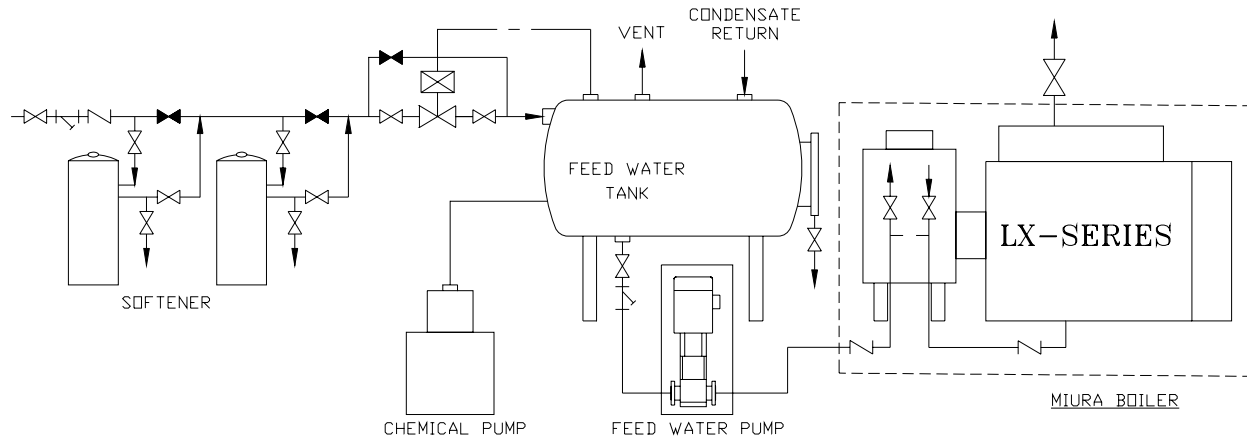 CONDENSATE
RETURN
VENT
FEED WATER
TANK
LX-SERIES
SOFTENER
CHEMICAL PUMP
FEED WATER PUMP
MIURA BOILER